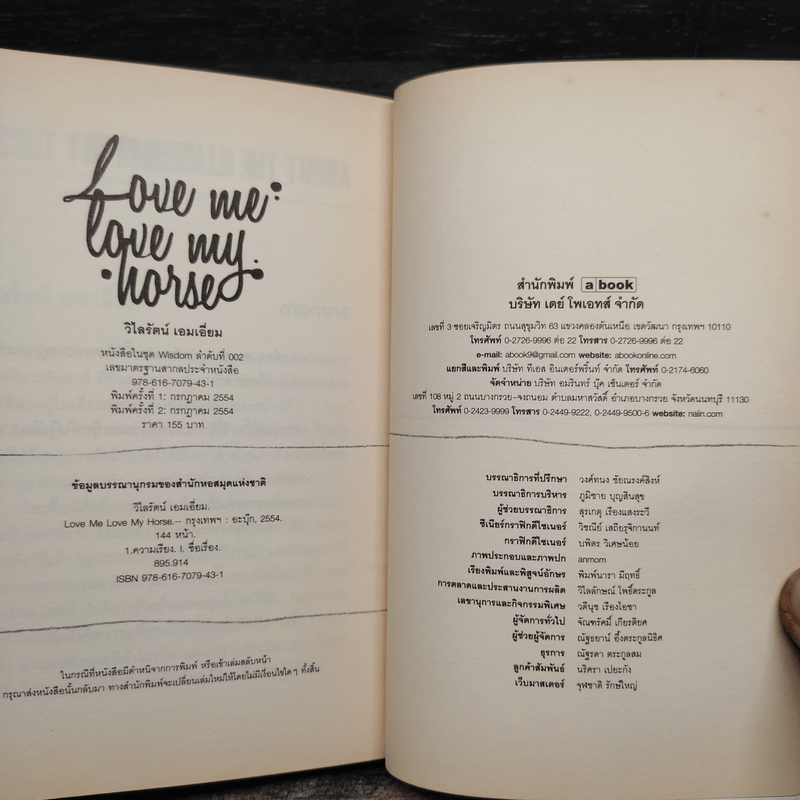 Love me
love my
horse
วิไลรัตน์ เอมเอี่ยม
หนังสือในชุด Wisdom ลำดับที่ 002
เลขมาตรฐานสากลประจำหนังสือ
978-616-7079-43-1
พิมพ์ครั้งที่ 1: กรกฎาคม 2554
พิมพ์ครั้งที่ 2: กรกฎาคม 2554
ราคา 155 บาท
ข้อมูลบรรณานุกรมของสำนักหอสมุดแห่งชาติ
วิไลรัตน์ เอมเอี่ยม.
Love Me Love My Horse.-- กรุงเทพฯ : อะบุ๊ก, 2554.
144 หน้า.
1.ความเรียง. I. ชื่อเรื่อง.
895.914
ISBN 978-616-7079-43-1
ในกรณีที่หนังสือมีตำหนิจากการพิมพ์ หรือเข้าเล่มสลับหน้า
กรุณาส่งหนังสือนั้นกลับมา ทางสำนักพิมพ์จะเปลี่ยนเล่มใหม่ให้โดยไม่มีเงื่อนไขใดๆ ทั้งสิ้น
สำนักพิมพ์ a book
บริษัท เดย์ โพเอทส์ จำกัด
เลขที่ 3 ซอยเจริญมิตร ถนนสุขุมวิท 63 แขวงคลองตันเหนือ เขตวัฒนา กรุงเทพฯ 10110
โทรศัพท์ 0-2726-9996 ต่อ 22 โทรสาร 0-2726-9996 ต่อ 22
e-mail: abook9@gmail.com website: abookonline.com
แยกสีและพิมพ์ บริษัท ทีเอส อินเตอร์พริ้นท์ จำกัด โทรศัพท์ 0-2174-6060
จัดจำหน่าย บริษัท อมรินทร์ บุ๊ค เซ็นเตอร์ จำกัด
เลขที่ 108 หมู่ 2 ถนนบางกรวย-จงถนอม ตำบลมหาสวัสดิ์ อำเภอบางกรวย จังหวัดนนทบุรี 11130
โทรศัพท์ 0-2423-9999 โทรสาร 0-2449-9222, 0-2449-9500-6 website: naiin.com
บรรณาธิการที่ปรึกษา วงศ์ทนง ชัยณรงค์สิงห์
บรรณาธิการบริหาร ภูมิชาย บุญสินสุข
ผู้ช่วยบรรณาธิการ สุรเกตุ เรืองแสงระวี
ซีเนียร์กราฟิกดีไซเนอร์ วิชณีย์ เสถียรุจิกานนท์
กราฟิกดีไซเนอร์ บพิตร วิเศษน้อย
ภาพประกอบและภาพปก anmom
เรียงพิมพ์และพิสูจน์อักษร พิมพ์นารา มีฤทธิ์
การตลาดและประสานงานการผลิต วิไลลักษณ์ โพธิ์ตระกูล
เลขานุการและกิจกรรมพิเศษ วตีนุช เรืองโอชา
ผู้จัดการทั่วไป จัณฑรัศมิ์ เกียรติยศ
ผู้ช่วยผู้จัดการ ณัฐธยาน์ อึ้งตระกูลนิธิศ
ธุรการ ณัฐรดา ตระกูลสม
ลูกค้าสัมพันธ์ นริศรา เปยะกัง
เว็บมาสเตอร์ จุฬชาติ รักษ์ใหญ่